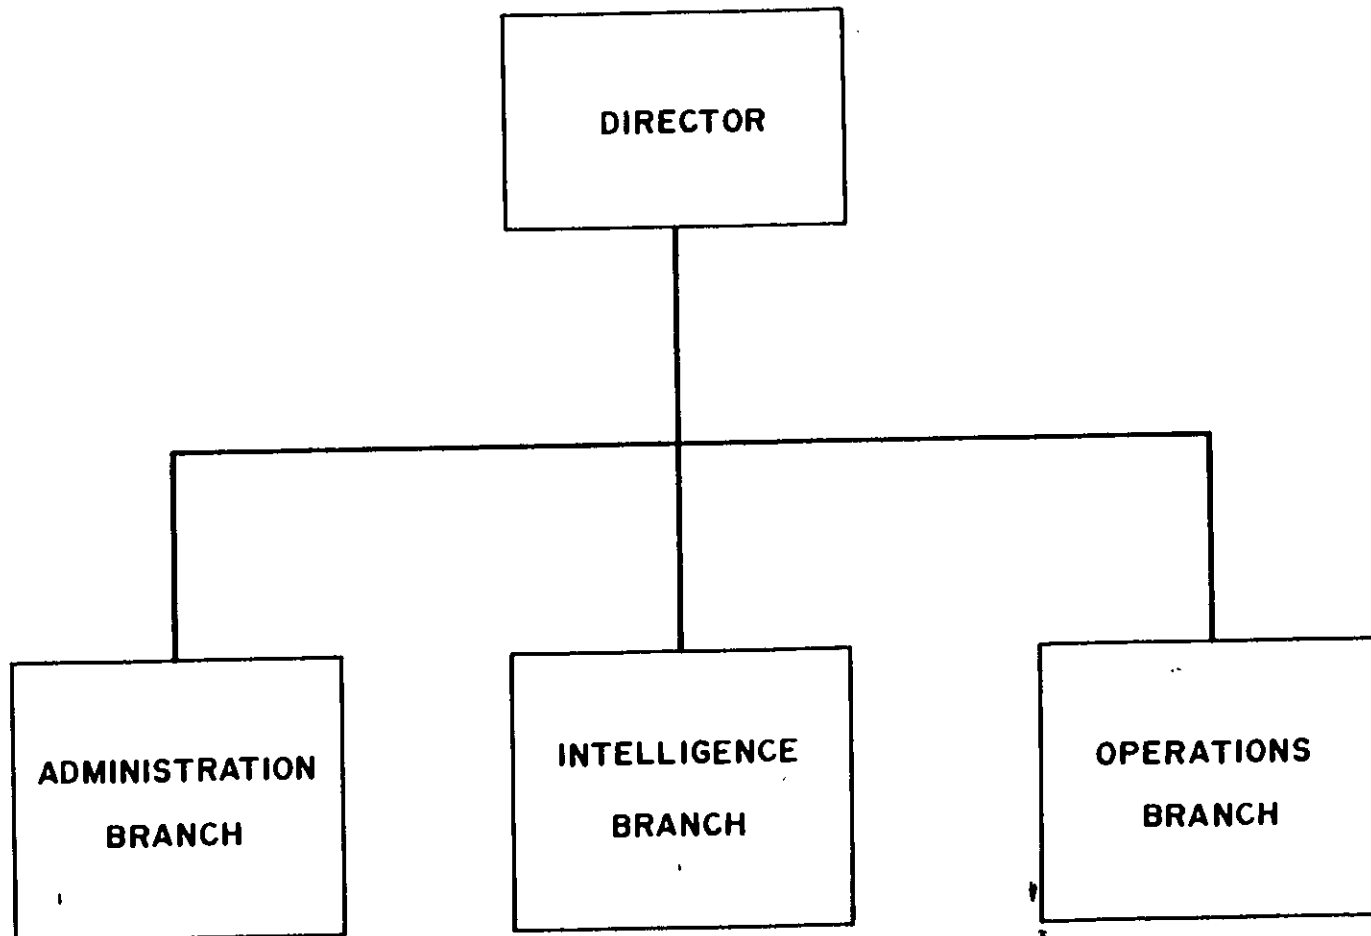 DIRECTOR
ADMINISTRATION
BRANCH
INTELLIGENCE
BRANCH
OPERATIONS
BRANCH